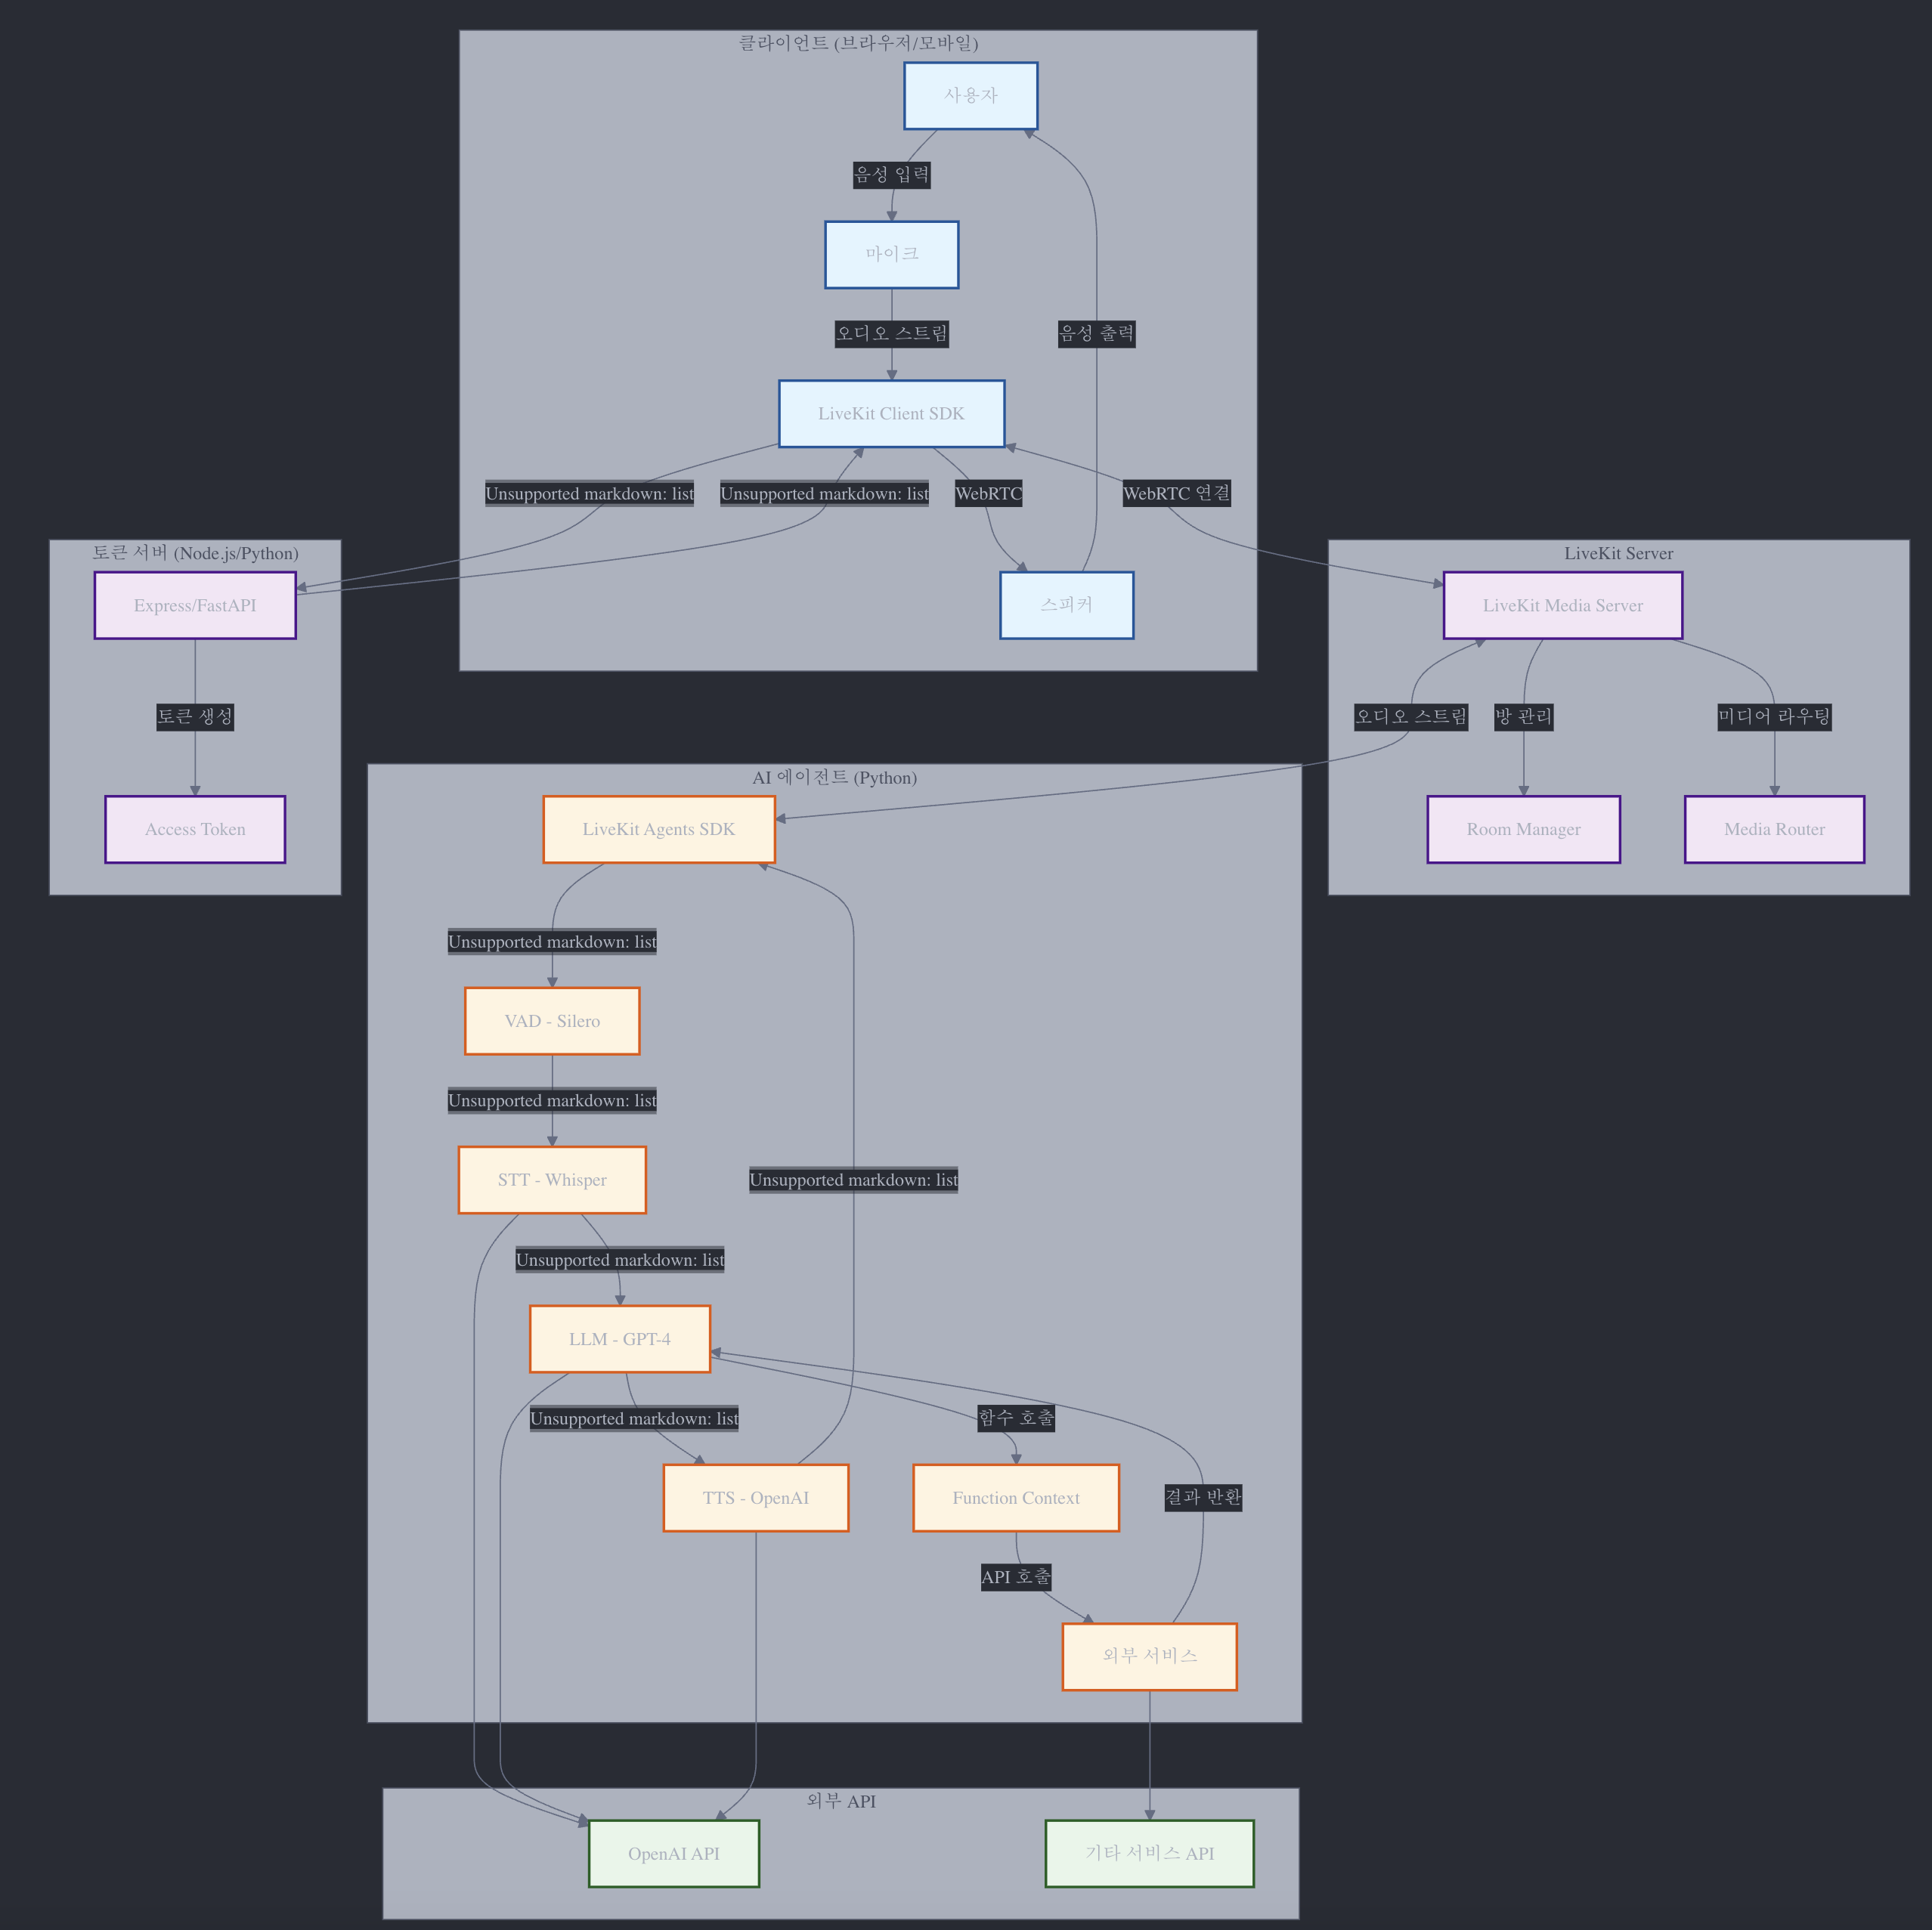 클라이언트 (브라우저/모바일)
사용자
음성 입력
마이크
오디오 스트림
음성 출력
LiveKit Client SDK
Unsupported markdown: list
Unsupported markdown: list
WebRTC
WebRTC 연결
스피커
토큰 서버 (Node.js/Python)
Express/FastAPI
토큰 생성
Access Token
LiveKit Server
LiveKit Media Server
오디오 스트림
방 관리
미디어 라우팅
Room Manager
Media Router
AI 에이전트 (Python)
LiveKit Agents SDK
Unsupported markdown: list
VAD - Silero
Unsupported markdown: list
STT - Whisper
Unsupported markdown: list
Unsupported markdown: list
LLM - GPT-4
Unsupported markdown: list
함수 호출
TTS - OpenAI
Function Context
결과 반환
API 호출
외부 서비스
외부 API
OpenAI API
기타 서비스 API